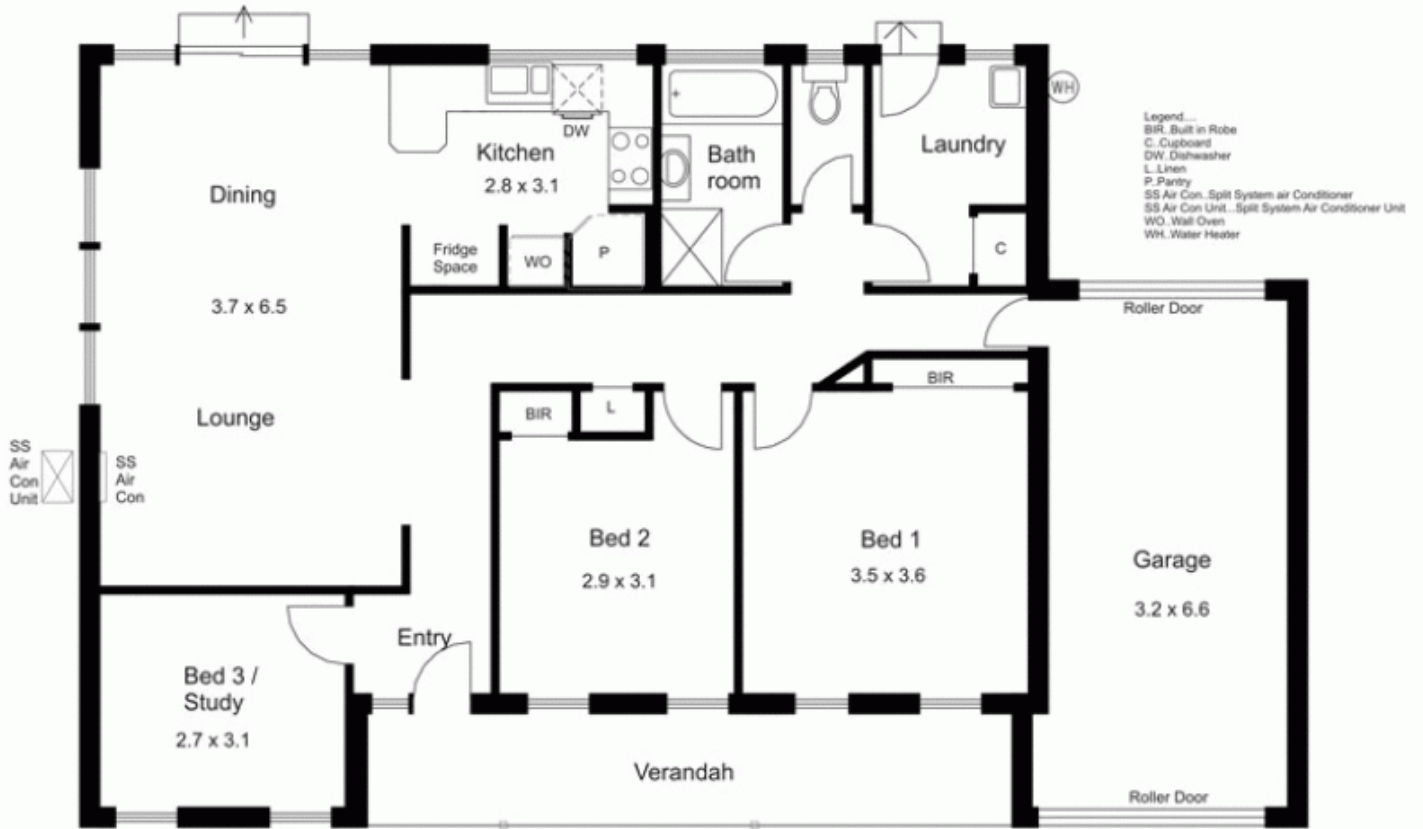 WH
Legend....
BIR..Built in Robe
C..Cupboard
DW..Dishwasher
L..Linen
P..Pantry
SS Air Con..Split System air Conditioner
SS Air Con Unit...Split System Air Conditioner Unit
WO..Wall Oven
WH..Water Heater
DW
Kitchen
2.8 x 3.1
Bath
room
Laundry
Dining
Fridge
Space
WO
P
C
3.7 x 6.5
Roller Door
Lounge
BIR
L
BIR
SS
Air
Con
Unit
SS
Air
Con
Bed 2
2.9 x 3.1
Bed 1
3.5 x 3.6
Garage
3.2 x 6.6
Entry
Bed 3 /
Study
2.7 x 3.1
Verandah
Roller Door